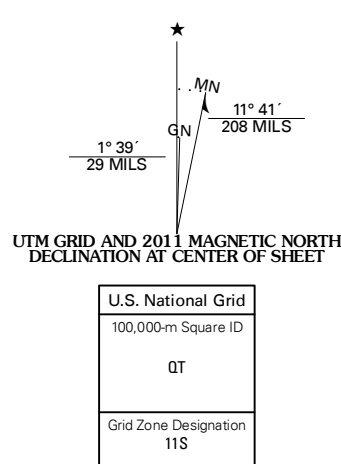 ★
MN
11° 41´
208 MILS
GN
1° 39´
29 MILS
UTM GRID AND 2011 MAGNETIC NORTH
DECLINATION AT CENTER OF SHEET
U.S. National Grid
100,000-m Square ID
QT
Grid Zone Designation
11S